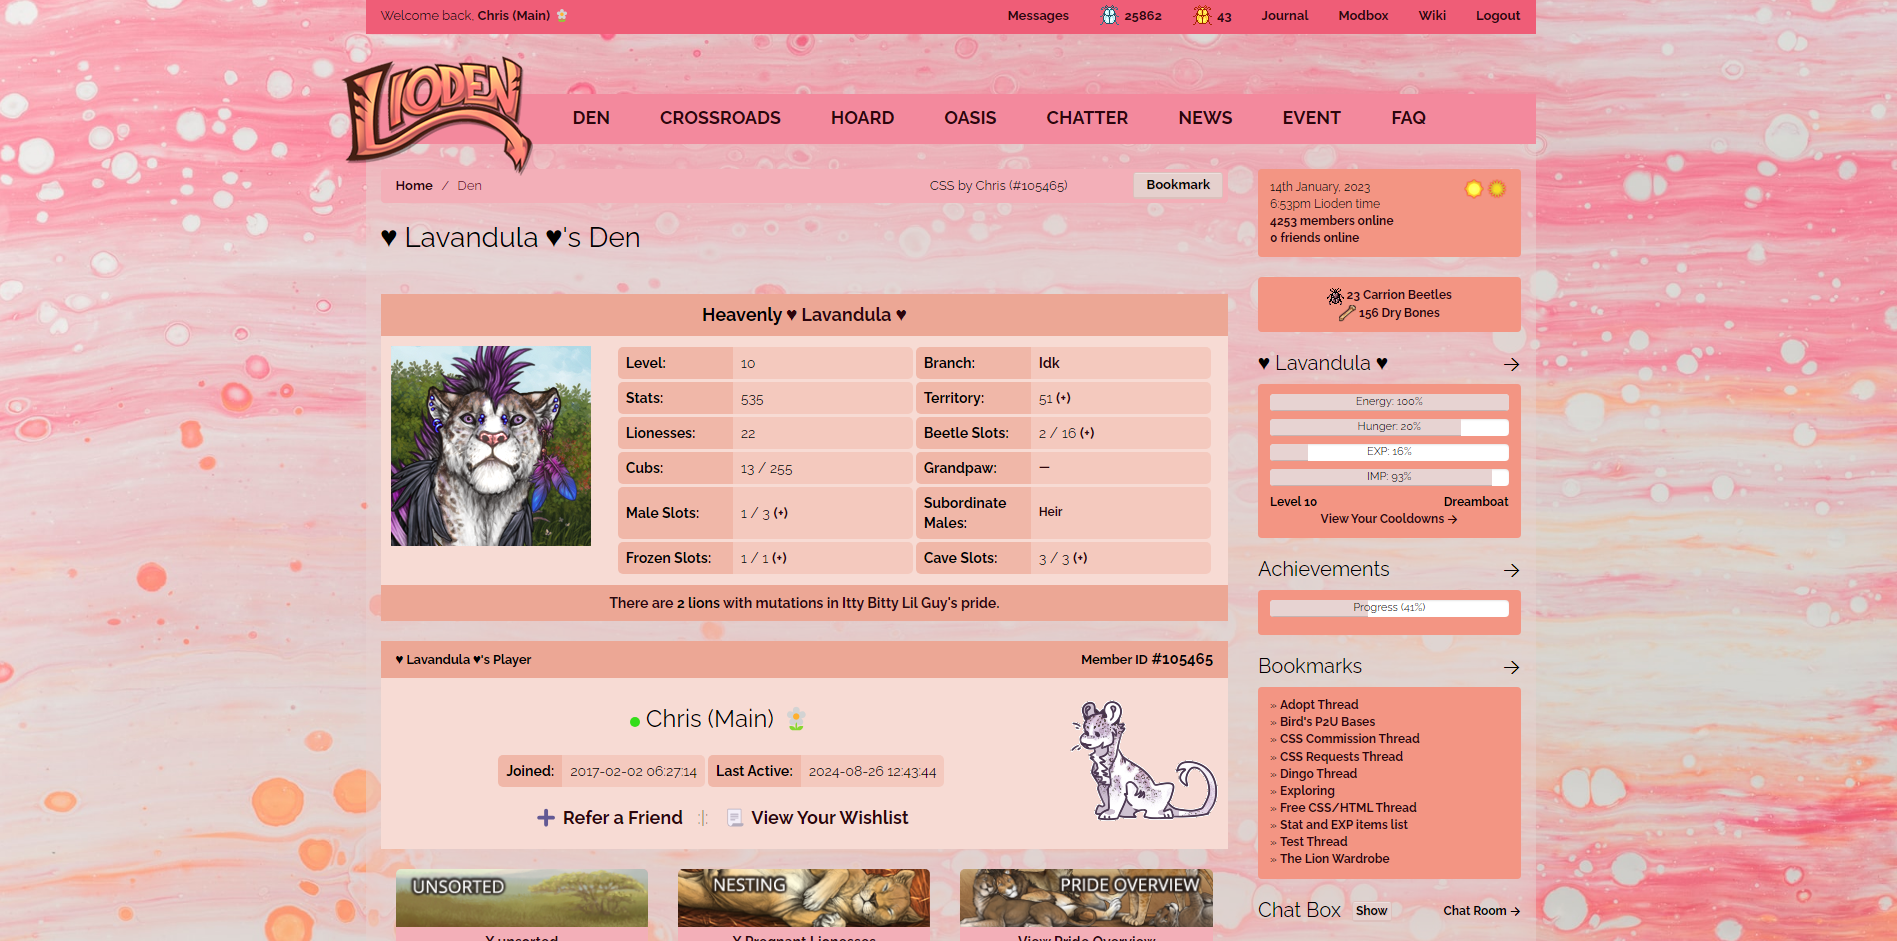 Welcome back, Chris (Main)
Messages 25862 43 Journal Modbox Wiki Logout
LIODEN
DEN CROSSROADS HOARD OASIS CHATTER NEWS EVENT FAQ
Home / Den CSS by Chris (#105465) Bookmark
♥ Lavandula ♥'s Den
Heavenly ♥ Lavandula ♥
Level: 10 Branch: Idk
Stats: 535 Territory: 51 (+)
Lionesses: 22 Beetle Slots: 2 / 16 (+)
Cubs: 13 / 255 Grandpaw: —
Male Slots: 1 / 3 (+) Subordinate Males: Heir
Frozen Slots: 1 / 1 (+) Cave Slots: 3 / 3 (+)
There are 2 lions with mutations in Itty Bitty Lil Guy's pride.
♥ Lavandula ♥'s Player Member ID #105465
Chris (Main)
Joined: 2017-02-02 06:27:14 Last Active: 2024-08-26 12:43:44
Refer a Friend View Your Wishlist
UNSORTED NESTING PRIDE OVERVIEW
X unsorted X Pregnant Lionesses View Pride Overview
14th January, 2023
6:53pm Lioden time
4253 members online
0 friends online
23 Carrion Beetles
156 Dry Bones
♥ Lavandula ♥ →
Energy: 100%
Hunger: 20%
EXP: 16%
IMP: 93%
Level 10 Dreamboat
View Your Cooldowns →
Achievements →
Progress (41%)
Bookmarks →
» Adopt Thread
» Bird's P2U Bases
» CSS Commission Thread
» CSS Requests Thread
» Dingo Thread
» Exploring
» Free CSS/HTML Thread
» Stat and EXP items list
» Test Thread
» The Lion Wardrobe
Chat Box Show Chat Room →